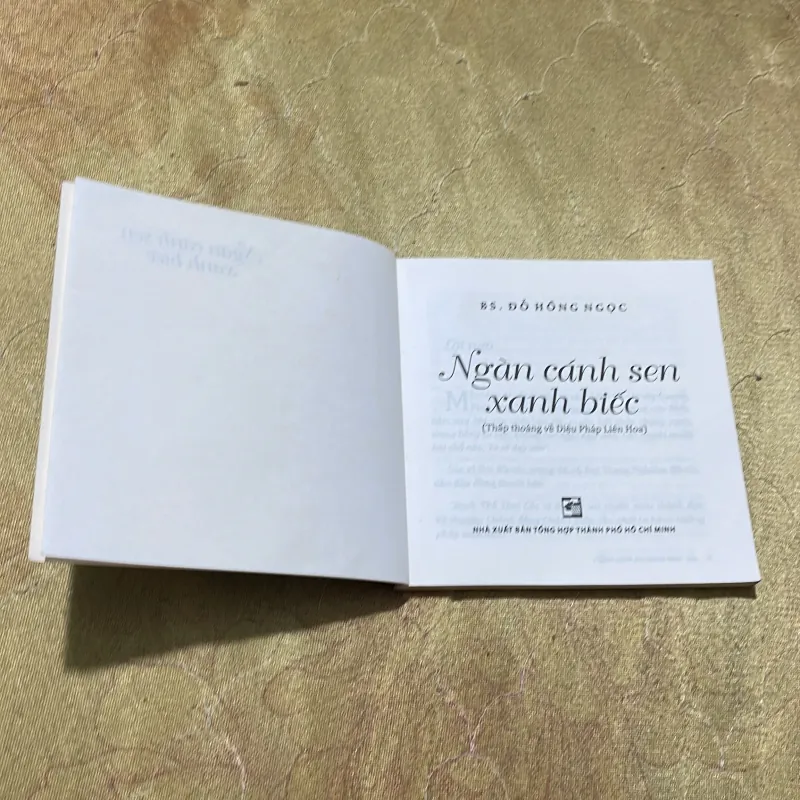 BS. ĐỖ HỒNG NGỌC
Ngàn cánh sen
xanh biếc
(Thấp thoáng về Diệu Pháp Liên Hoa)
NHÀ XUẤT BẢN TỔNG HỢP THÀNH PHỐ HỒ CHÍ MINH